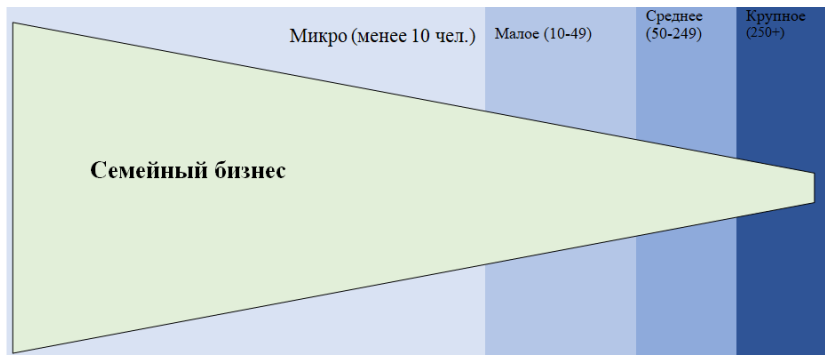 Микро (менее 10 чел.)
Малое (10-49)
Среднее
(50-249)
Крупное
(250+)
Семейный бизнес